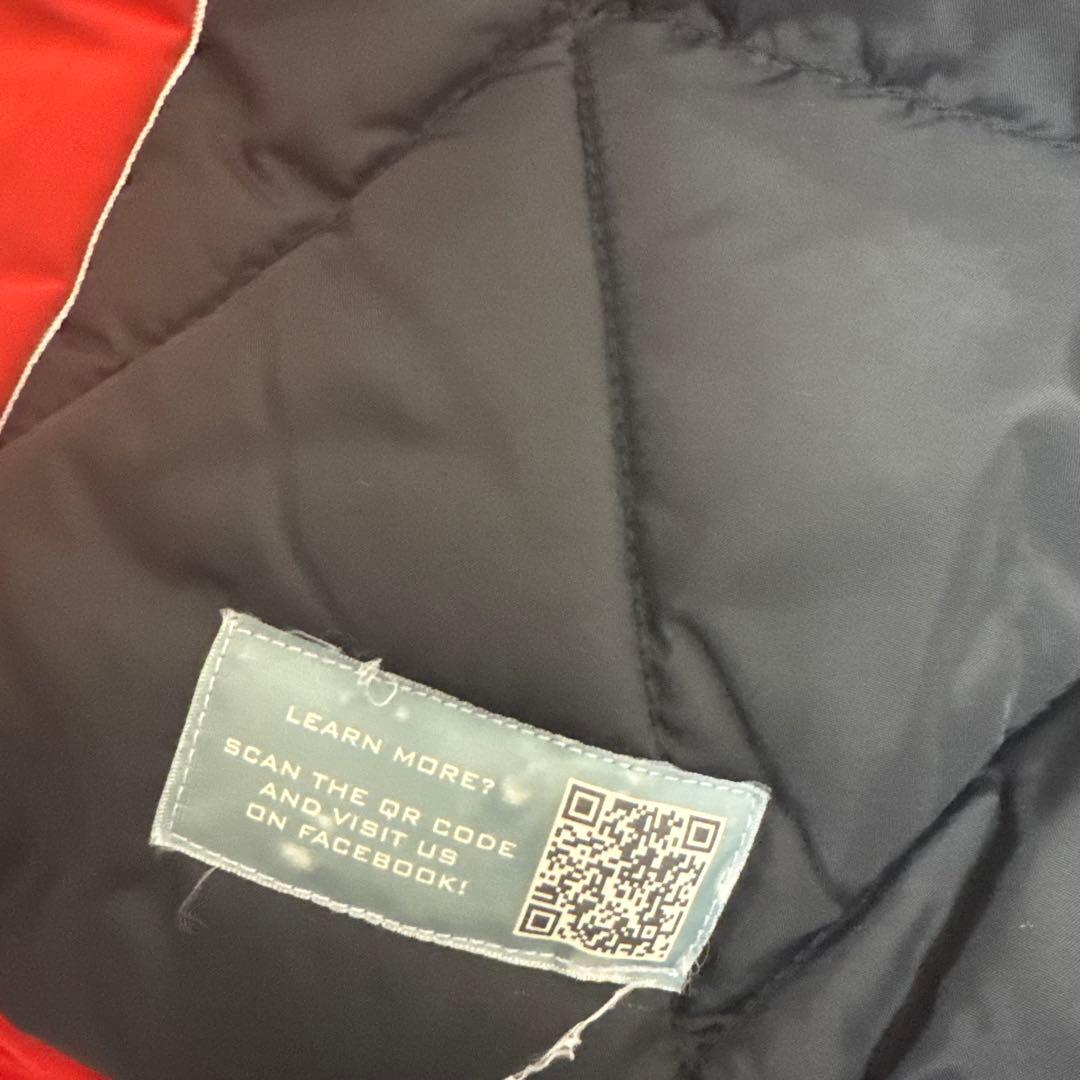 LEARN MORE?
SCAN THE QR CODE
AND VISIT US
ON FACEBOOK!